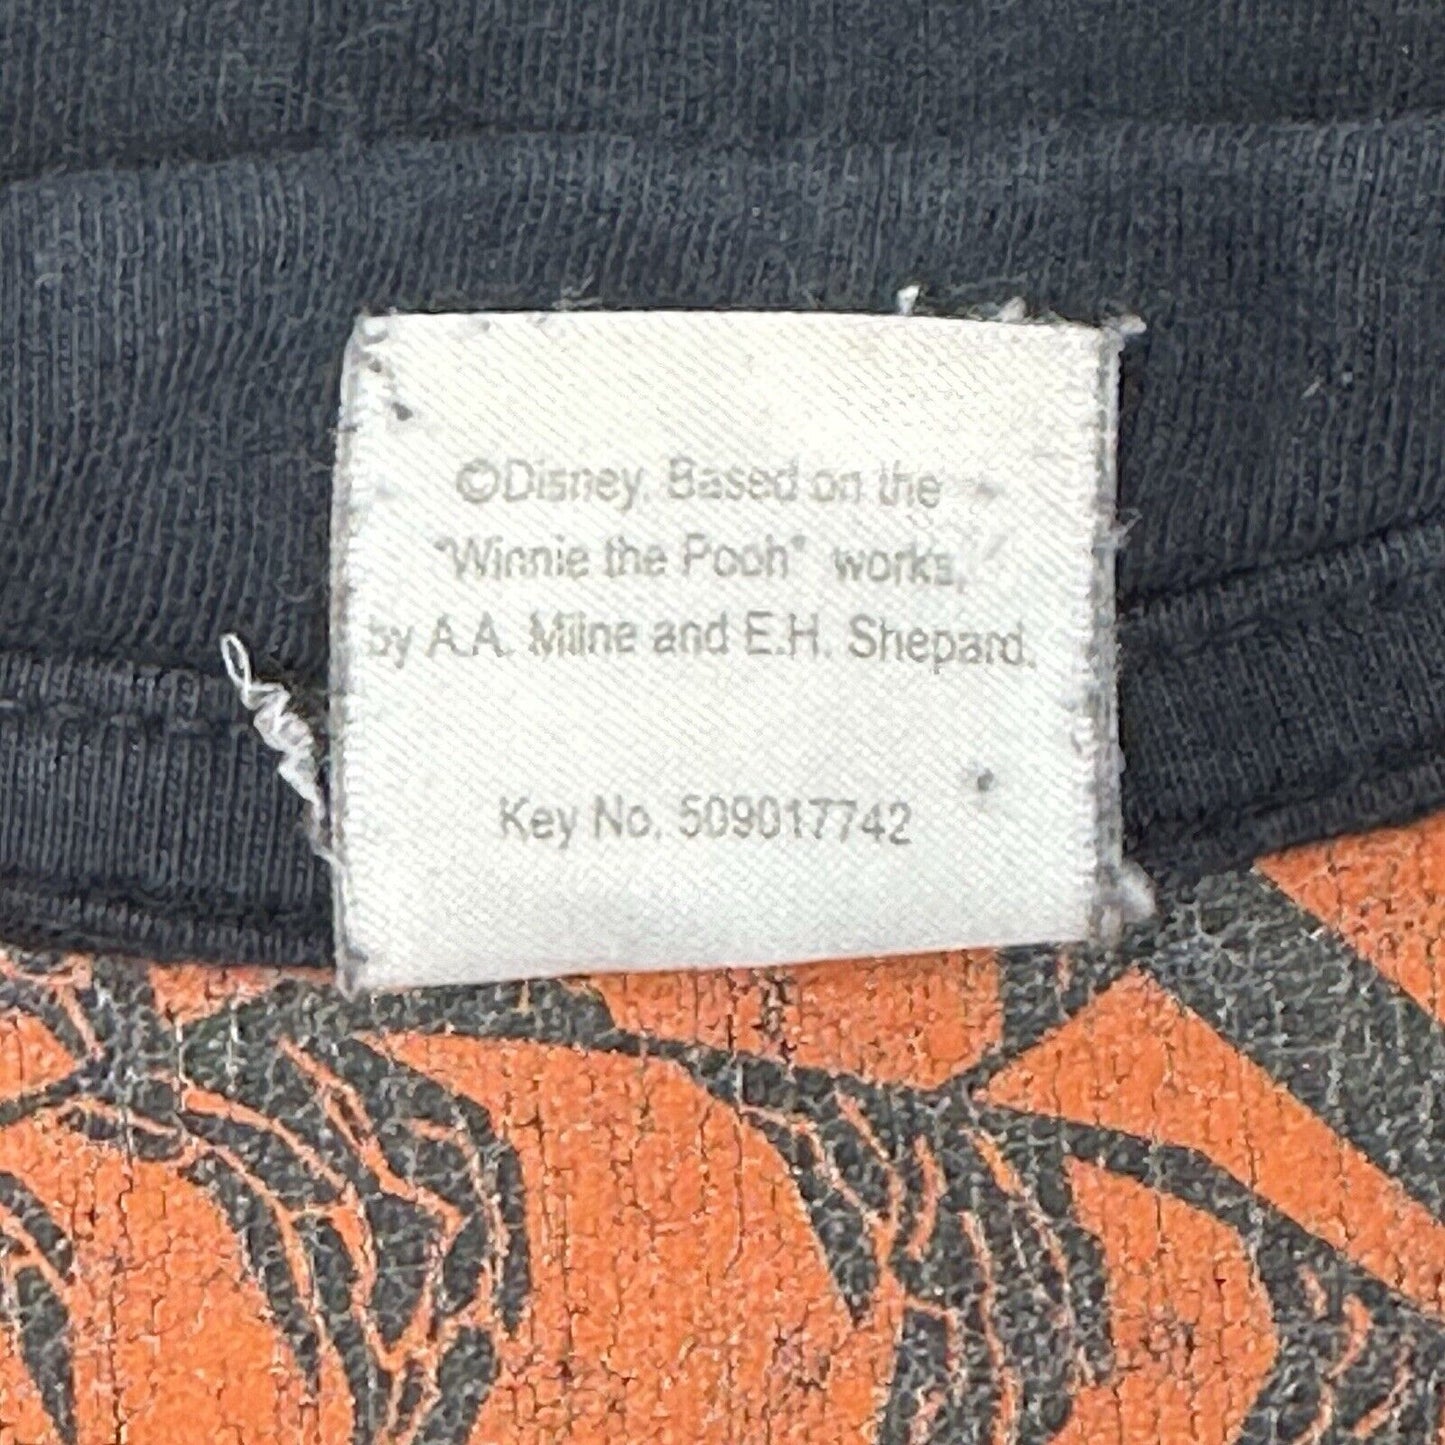 ©Disney. Based on the
"Winnie the Pooh" works,
by A.A. Milne and E.H. Shepard.
Key No. 509017742